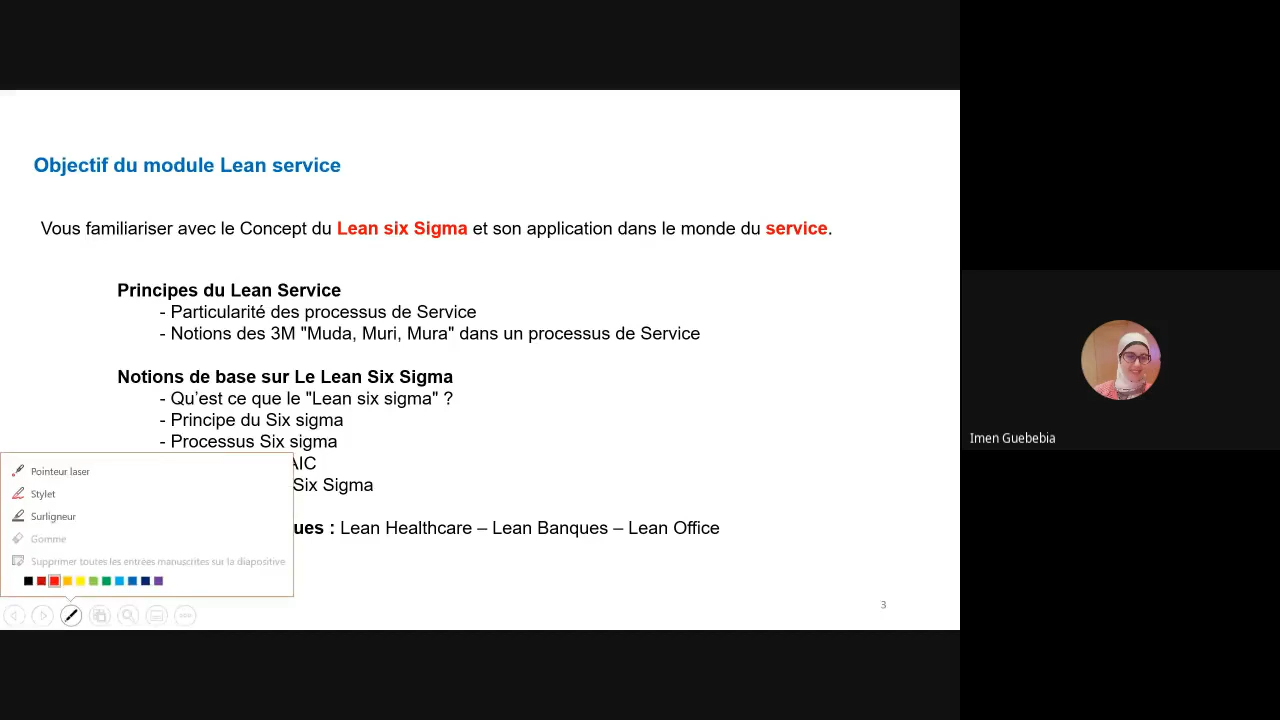 Objectif du module Lean service
Vous familiariser avec le Concept du Lean six Sigma et son application dans le monde du service.
Principes du Lean Service
- Particularité des processus de Service
- Notions des 3M "Muda, Muri, Mura" dans un processus de Service
Notions de base sur Le Lean Six Sigma
- Qu’est ce que le "Lean six sigma" ?
- Principe du Six sigma
- Processus Six sigma
AIC
Six Sigma
ues : Lean Healthcare – Lean Banques – Lean Office
Pointeur laser
Stylet
Surligneur
Gomme
Supprimer toutes les entrées manuscrites sur la diapositive
3
Imen Guebebia